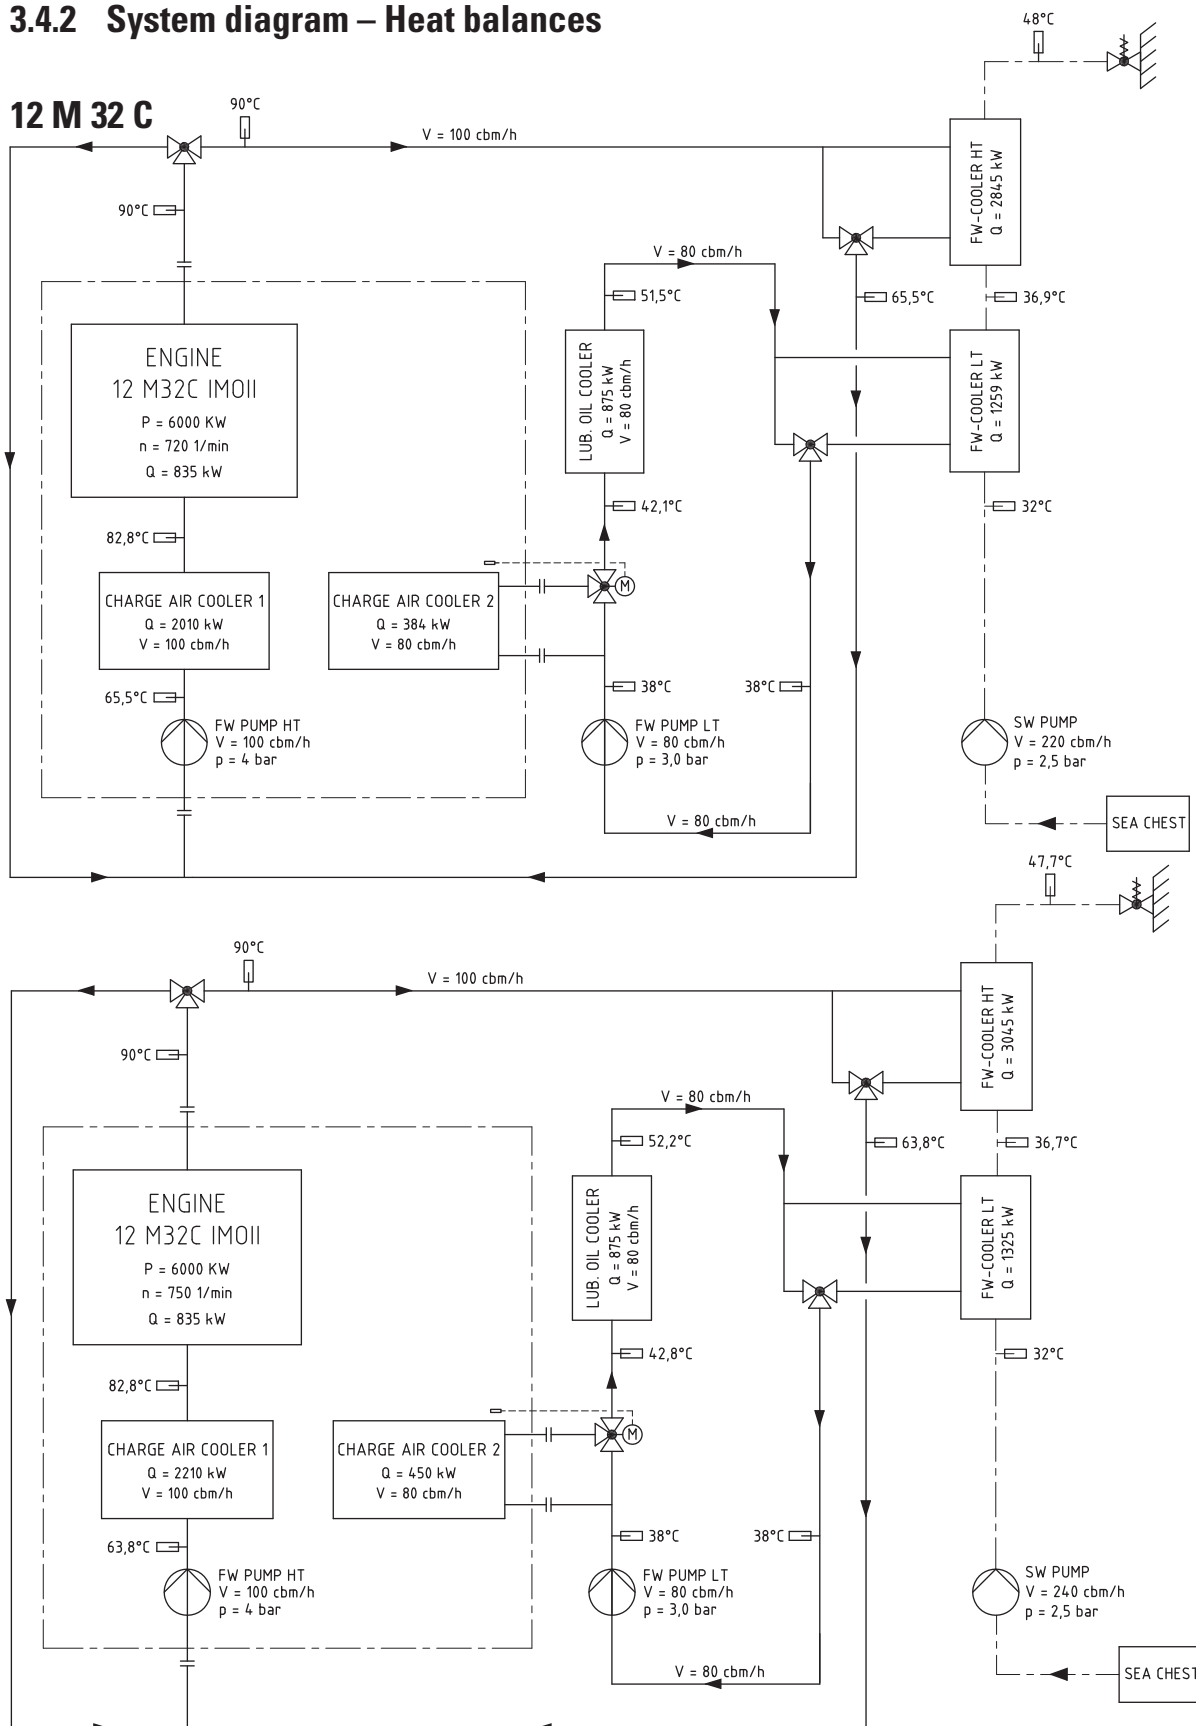 3.4.2 System diagram – Heat balances
48°C
12 M 32 C
90°C
V = 100 cbm/h
FW-COOLER HT
Q = 2845 kW
90°C
V = 80 cbm/h
51,5°C
65,5°C
36,9°C
ENGINE
12 M32C IMOII
P = 6000 KW
n = 720 1/min
Q = 835 kW
LUB. OIL COOLER
Q = 875 kW
V = 80 cbm/h
FW-COOLER LT
Q = 1259 kW
42,1°C
32°C
82,8°C
CHARGE AIR COOLER 1
Q = 2010 kW
V = 100 cbm/h
CHARGE AIR COOLER 2
Q = 384 kW
V = 80 cbm/h
M
65,5°C
38°C
38°C
FW PUMP HT
V = 100 cbm/h
p = 4 bar
FW PUMP LT
V = 80 cbm/h
p = 3,0 bar
SW PUMP
V = 220 cbm/h
p = 2,5 bar
V = 80 cbm/h
SEA CHEST
47,7°C
90°C
V = 100 cbm/h
FW-COOLER HT
Q = 3045 kW
90°C
V = 80 cbm/h
52,2°C
63,8°C
36,7°C
ENGINE
12 M32C IMOII
P = 6000 KW
n = 750 1/min
Q = 835 kW
LUB. OIL COOLER
Q = 875 kW
V = 80 cbm/h
FW-COOLER LT
Q = 1325 kW
42,8°C
32°C
82,8°C
CHARGE AIR COOLER 1
Q = 2210 kW
V = 100 cbm/h
CHARGE AIR COOLER 2
Q = 450 kW
V = 80 cbm/h
M
63,8°C
38°C
38°C
FW PUMP HT
V = 100 cbm/h
p = 4 bar
FW PUMP LT
V = 80 cbm/h
p = 3,0 bar
SW PUMP
V = 240 cbm/h
p = 2,5 bar
V = 80 cbm/h
SEA CHEST